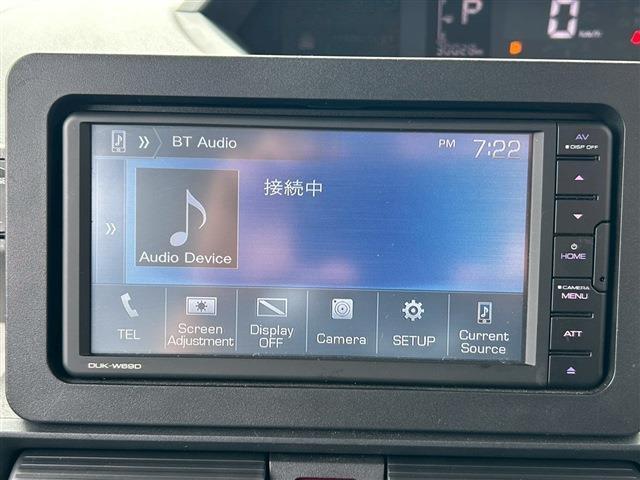 P
0
km/h
BT Audio
PM 7:22
接続中
Audio Device
TEL
Screen Adjustment
Display OFF
Camera
SETUP
Current Source
DUK-W69D
AV
DISP OFF
HOME
CAMERA
MENU
ATT